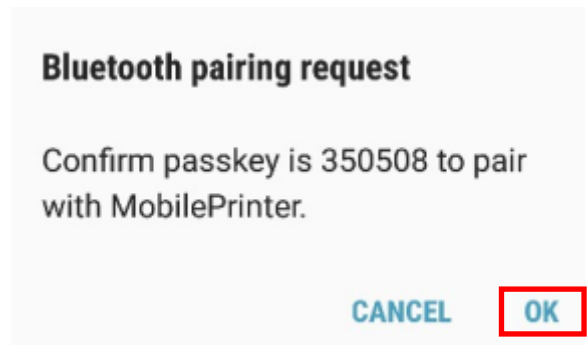 Bluetooth pairing request
Confirm passkey is 350508 to pair
with MobilePrinter.
CANCEL OK